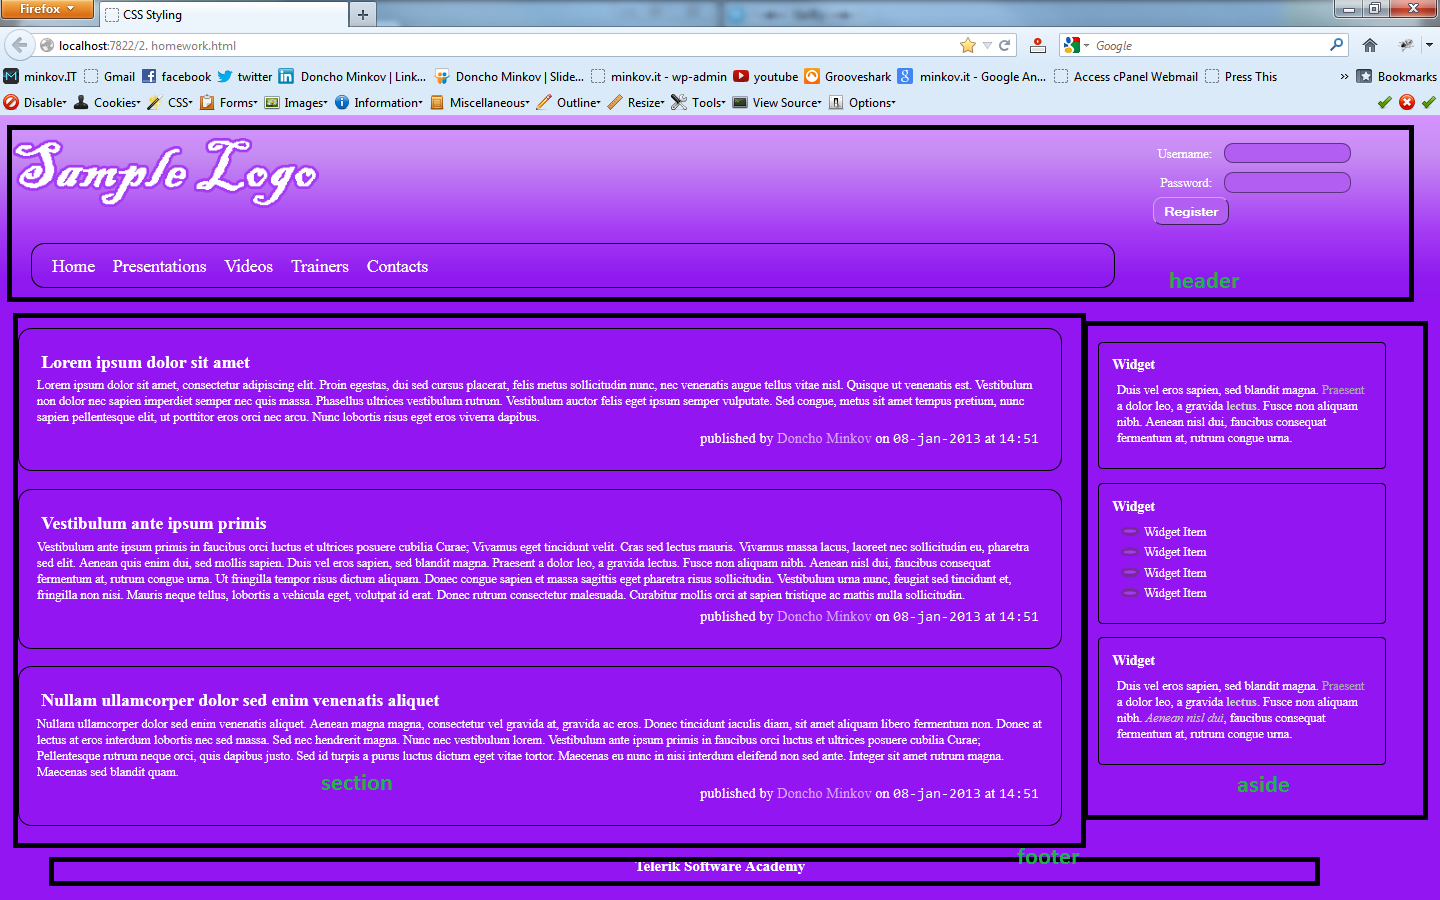 Firefox
CSS Styling
localhost:7822/2. homework.html
Google
minkov.IT Gmail facebook twitter Doncho Minkov | Link... Doncho Minkov | Slide... minkov.it - wp-admin youtube Grooveshark minkov.it - Google An... Access cPanel Webmail Press This » Bookmarks
Disable Cookies CSS Forms Images Information Miscellaneous Outline Resize Tools View Source Options
Sample Logo
Username:
Password:
Register
Home Presentations Videos Trainers Contacts
header
Lorem ipsum dolor sit amet
Lorem ipsum dolor sit amet, consectetur adipiscing elit. Proin egestas, dui sed cursus placerat, felis metus sollicitudin nunc, nec venenatis augue tellus vitae nisl. Quisque ut venenatis est. Vestibulum
non dolor nec sapien imperdiet semper nec quis massa. Phasellus ultrices vestibulum rutrum. Vestibulum auctor felis eget ipsum semper vulputate. Sed congue, metus sit amet tempus pretium, nunc
sapien pellentesque elit, ut porttitor eros orci nec arcu. Nunc lobortis risus eget eros viverra dapibus.
published by Doncho Minkov on 08-jan-2013 at 14:51
Vestibulum ante ipsum primis
Vestibulum ante ipsum primis in faucibus orci luctus et ultrices posuere cubilia Curae; Vivamus eget tincidunt velit. Cras sed lectus mauris. Vivamus massa lacus, laoreet nec sollicitudin eu, pharetra
sed elit. Aenean quis enim dui, sed mollis sapien. Duis vel eros sapien, sed blandit magna. Praesent a dolor leo, a gravida lectus. Fusce non aliquam nibh. Aenean nisl dui, faucibus consequat
fermentum at, rutrum congue urna. Ut fringilla tempor risus dictum aliquam. Donec congue sapien et massa sagittis eget pharetra risus sollicitudin. Vestibulum urna nunc, feugiat sed tincidunt et,
fringilla non nisi. Mauris neque tellus, lobortis a vehicula eget, volutpat id erat. Donec rutrum consectetur malesuada. Curabitur mollis orci at sapien tristique ac mattis nulla sollicitudin.
published by Doncho Minkov on 08-jan-2013 at 14:51
Nullam ullamcorper dolor sed enim venenatis aliquet
Nullam ullamcorper dolor sed enim venenatis aliquet. Aenean magna magna, consectetur vel gravida at, gravida ac eros. Donec tincidunt iaculis diam, sit amet aliquam libero fermentum non. Donec at
lectus at eros interdum lobortis nec sed massa. Sed nec hendrerit magna. Nunc nec vestibulum lorem. Vestibulum ante ipsum primis in faucibus orci luctus et ultrices posuere cubilia Curae;
Pellentesque rutrum neque orci, quis dapibus justo. Sed id turpis a purus luctus dictum eget vitae tortor. Maecenas eu nunc in nisi interdum eleifend non sed ante. Integer sit amet rutrum magna.
Maecenas sed blandit quam.
section
published by Doncho Minkov on 08-jan-2013 at 14:51
Widget
Duis vel eros sapien, sed blandit magna. Praesent
a dolor leo, a gravida lectus. Fusce non aliquam
nibh. Aenean nisl dui, faucibus consequat
fermentum at, rutrum congue urna.
Widget
Widget Item
Widget Item
Widget Item
Widget Item
Widget
Duis vel eros sapien, sed blandit magna. Praesent
a dolor leo, a gravida lectus. Fusce non aliquam
nibh. Aenean nisl dui, faucibus consequat
fermentum at, rutrum congue urna.
aside
footer
Telerik Software Academy